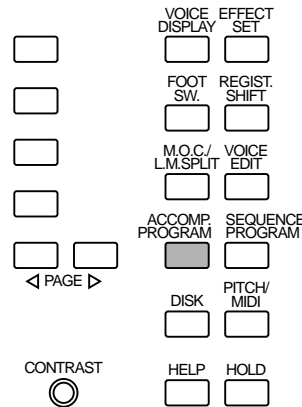 VOICE EFFECT
DISPLAY SET
FOOT REGIST.
SW. SHIFT
M.O.C./ VOICE
L.M.SPLIT EDIT
ACCOMP. SEQUENCE
PROGRAM PROGRAM
PAGE
DISK PITCH/
MIDI
CONTRAST HELP HOLD